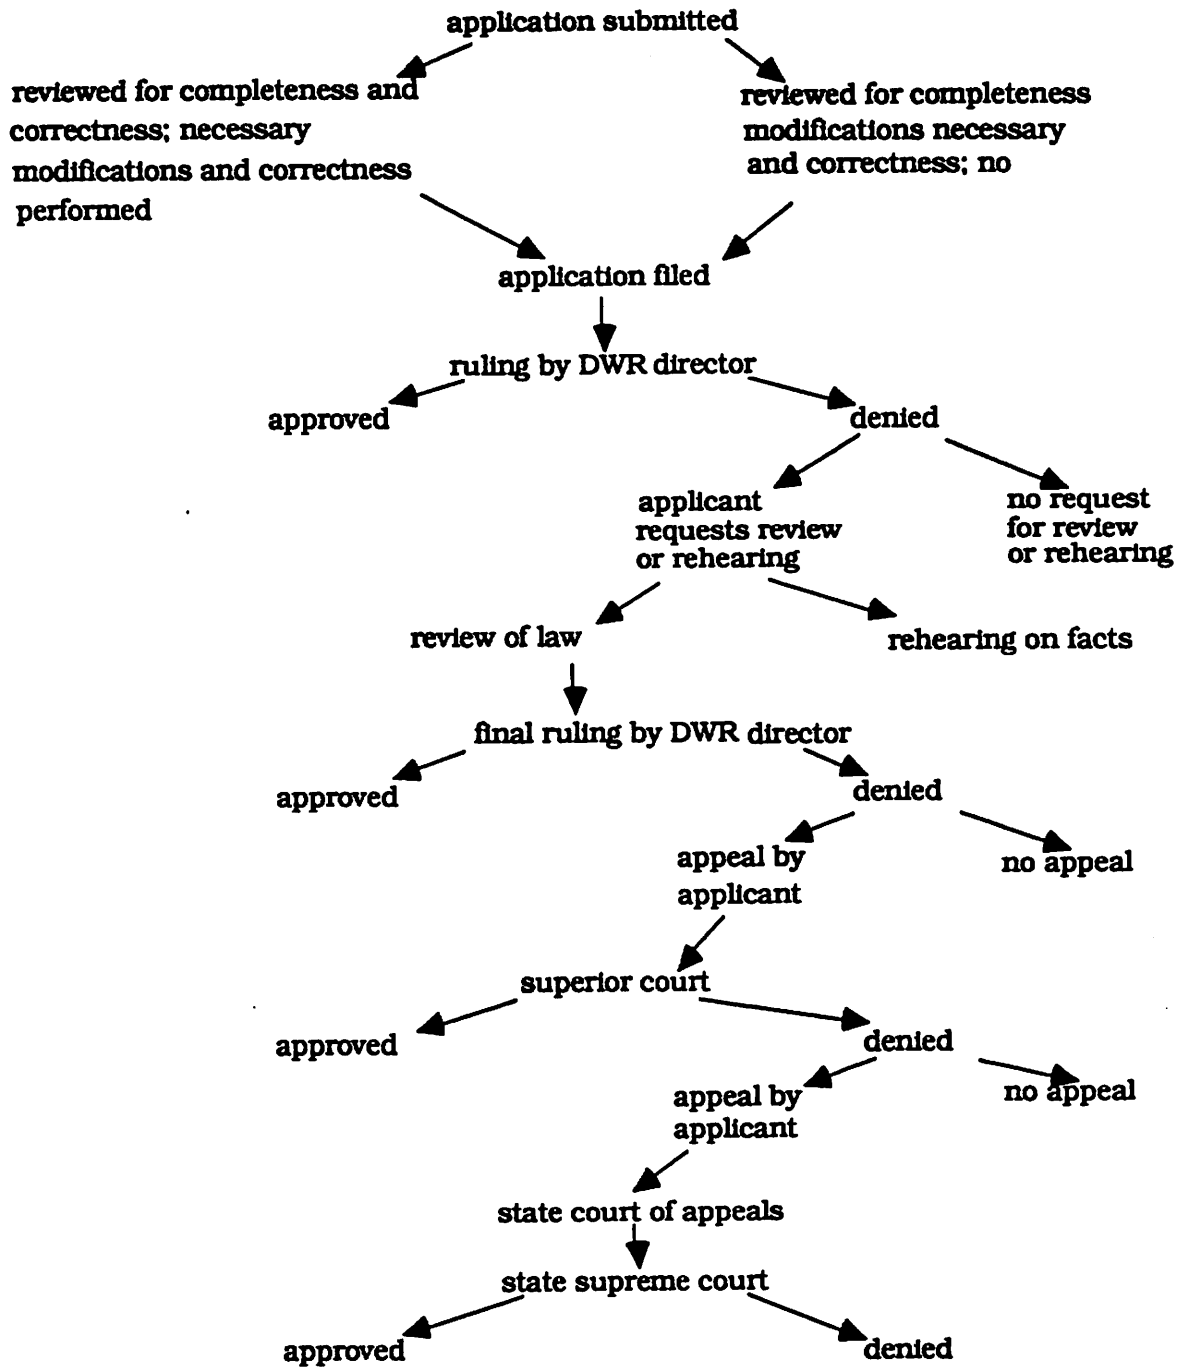 application submitted
reviewed for completeness and
correctness; necessary
modifications and correctness
performed
reviewed for completeness
modifications necessary
and correctness; no
application filed
ruling by DWR director
approved
denied
applicant
requests review
or rehearing
no request
for review
or rehearing
review of law
rehearing on facts
final ruling by DWR director
approved
denied
appeal by
applicant
no appeal
superior court
approved
denied
appeal by
applicant
no appeal
state court of appeals
state supreme court
approved
denied